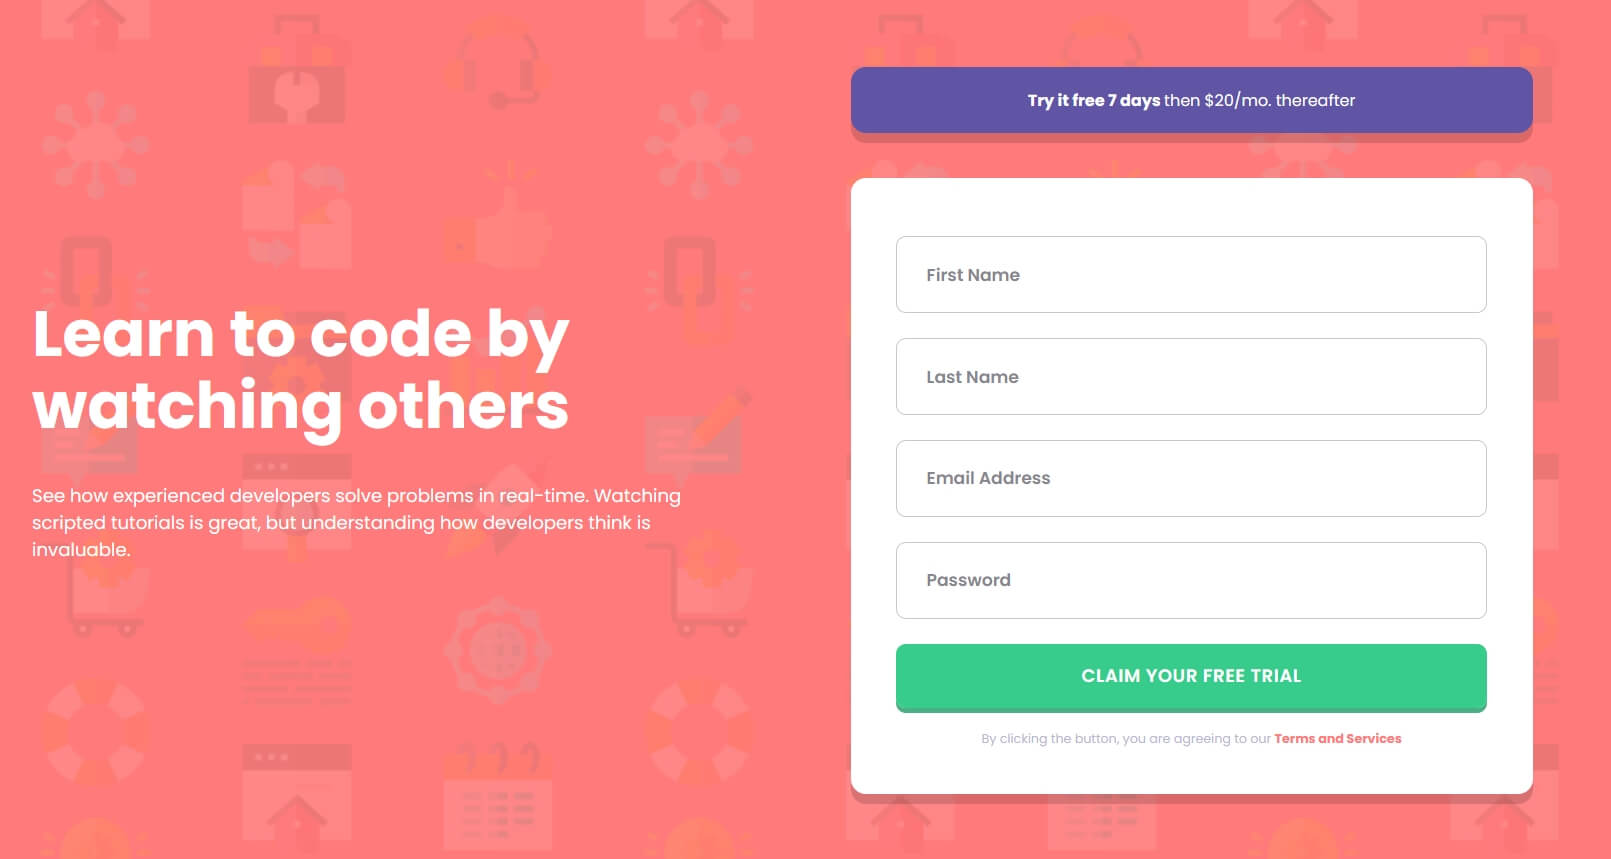 Learn to code by
watching others
See how experienced developers solve problems in real-time. Watching
scripted tutorials is great, but understanding how developers think is
invaluable.
Try it free 7 days then $20/mo. thereafter
First Name
Last Name
Email Address
Password
CLAIM YOUR FREE TRIAL
By clicking the button, you are agreeing to our Terms and Services